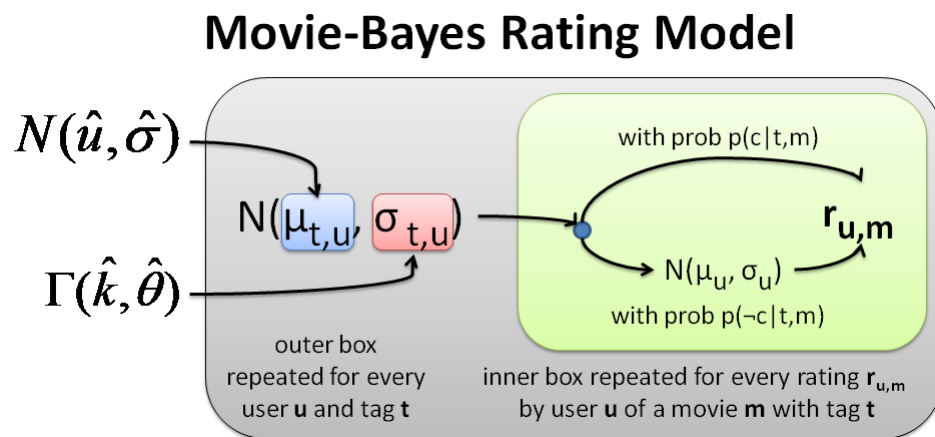 Movie-Bayes Rating Model
N(û, σ̂)
Γ(k̂, θ̂)
N(μt,u, σt,u)
with prob p(c|t,m)
ru,m
N(μu, σu)
with prob p(¬c|t,m)
outer box
repeated for every
user u and tag t
inner box repeated for every rating ru,m
by user u of a movie m with tag t